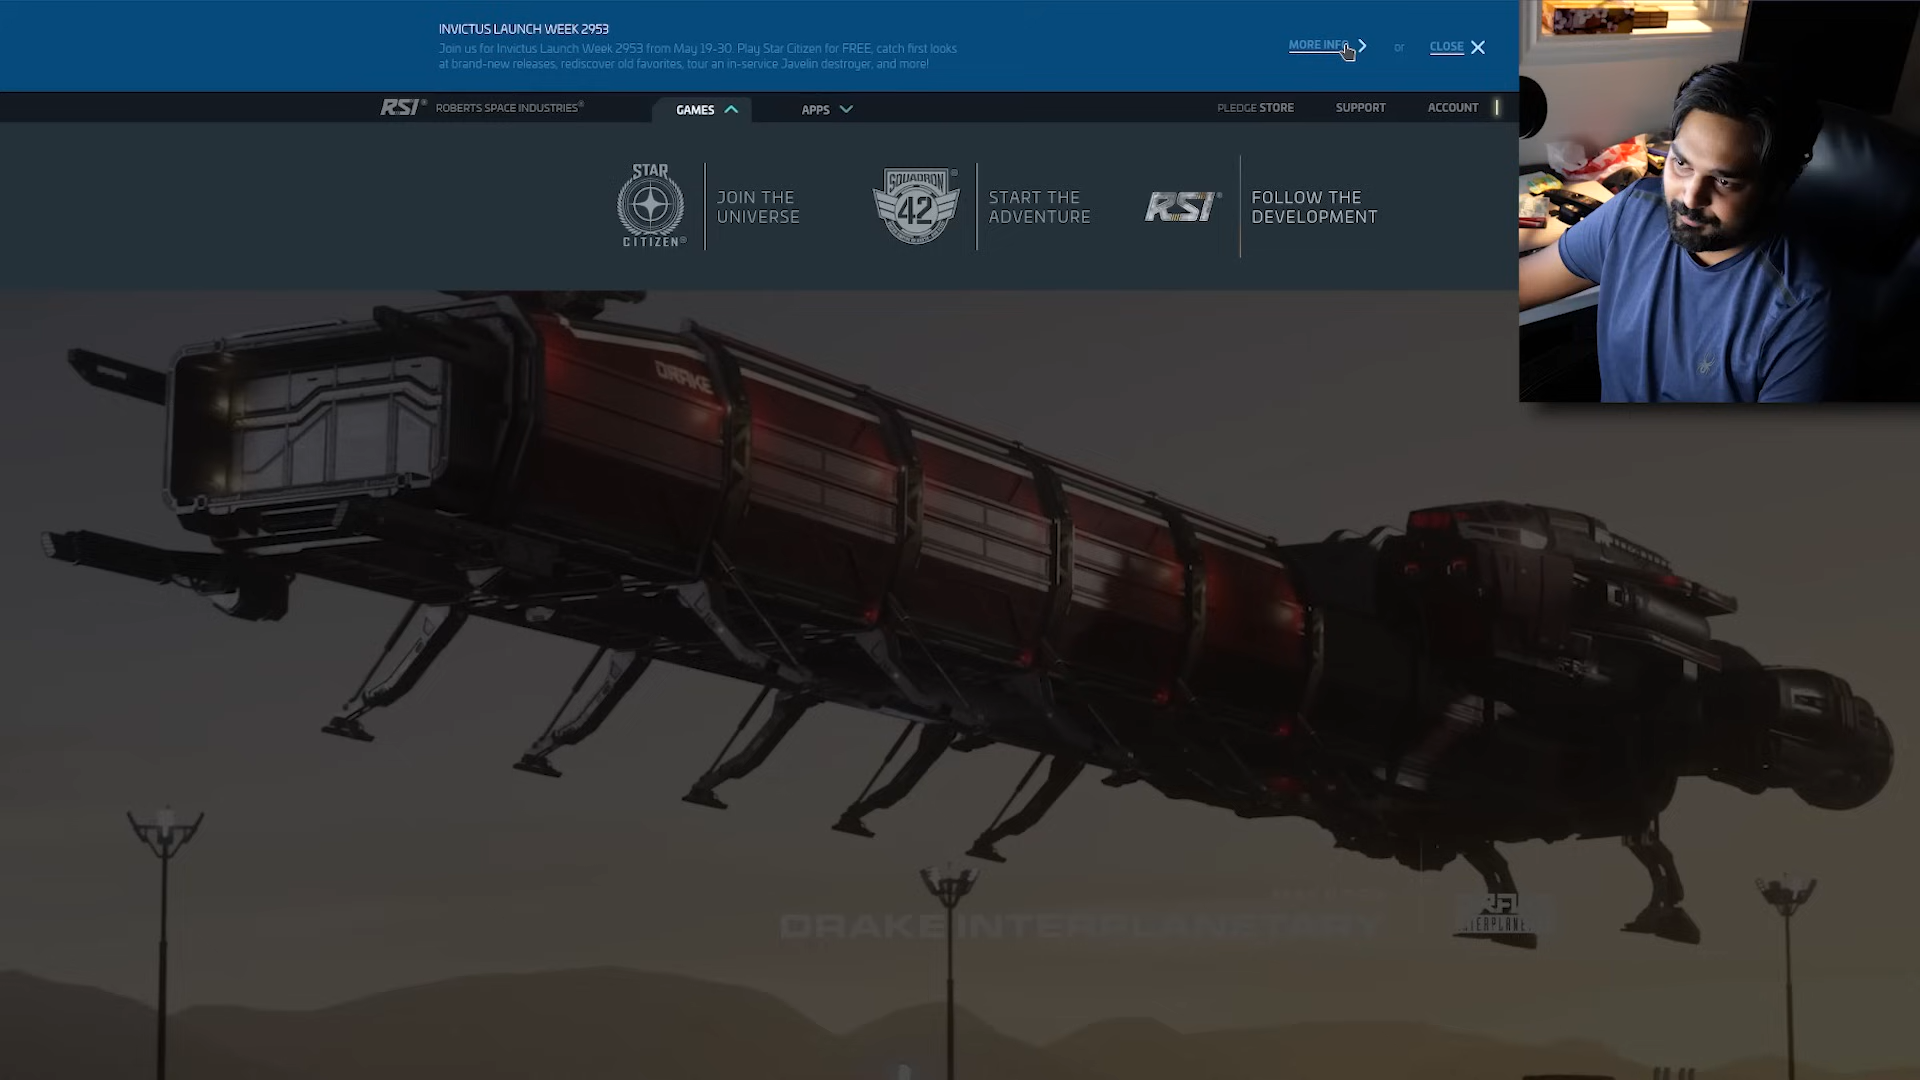 INVICTUS LAUNCH WEEK 2953
Join us for Invictus Launch Week 2953 from May 19-30. Play Star Citizen for FREE, catch first looks
at brand-new releases, rediscover old favorites, tour an in-service Javelin destroyer, and more!
MORE INFO or CLOSE
RSI® ROBERTS SPACE INDUSTRIES®
GAMES
APPS
PLEDGE STORE
SUPPORT
ACCOUNT
STAR
CITIZEN®
JOIN THE
UNIVERSE
SQUADRON®
42
START THE
ADVENTURE
RSI®
FOLLOW THE
DEVELOPMENT
DRAKE
DRAKE INTERPLANETARY